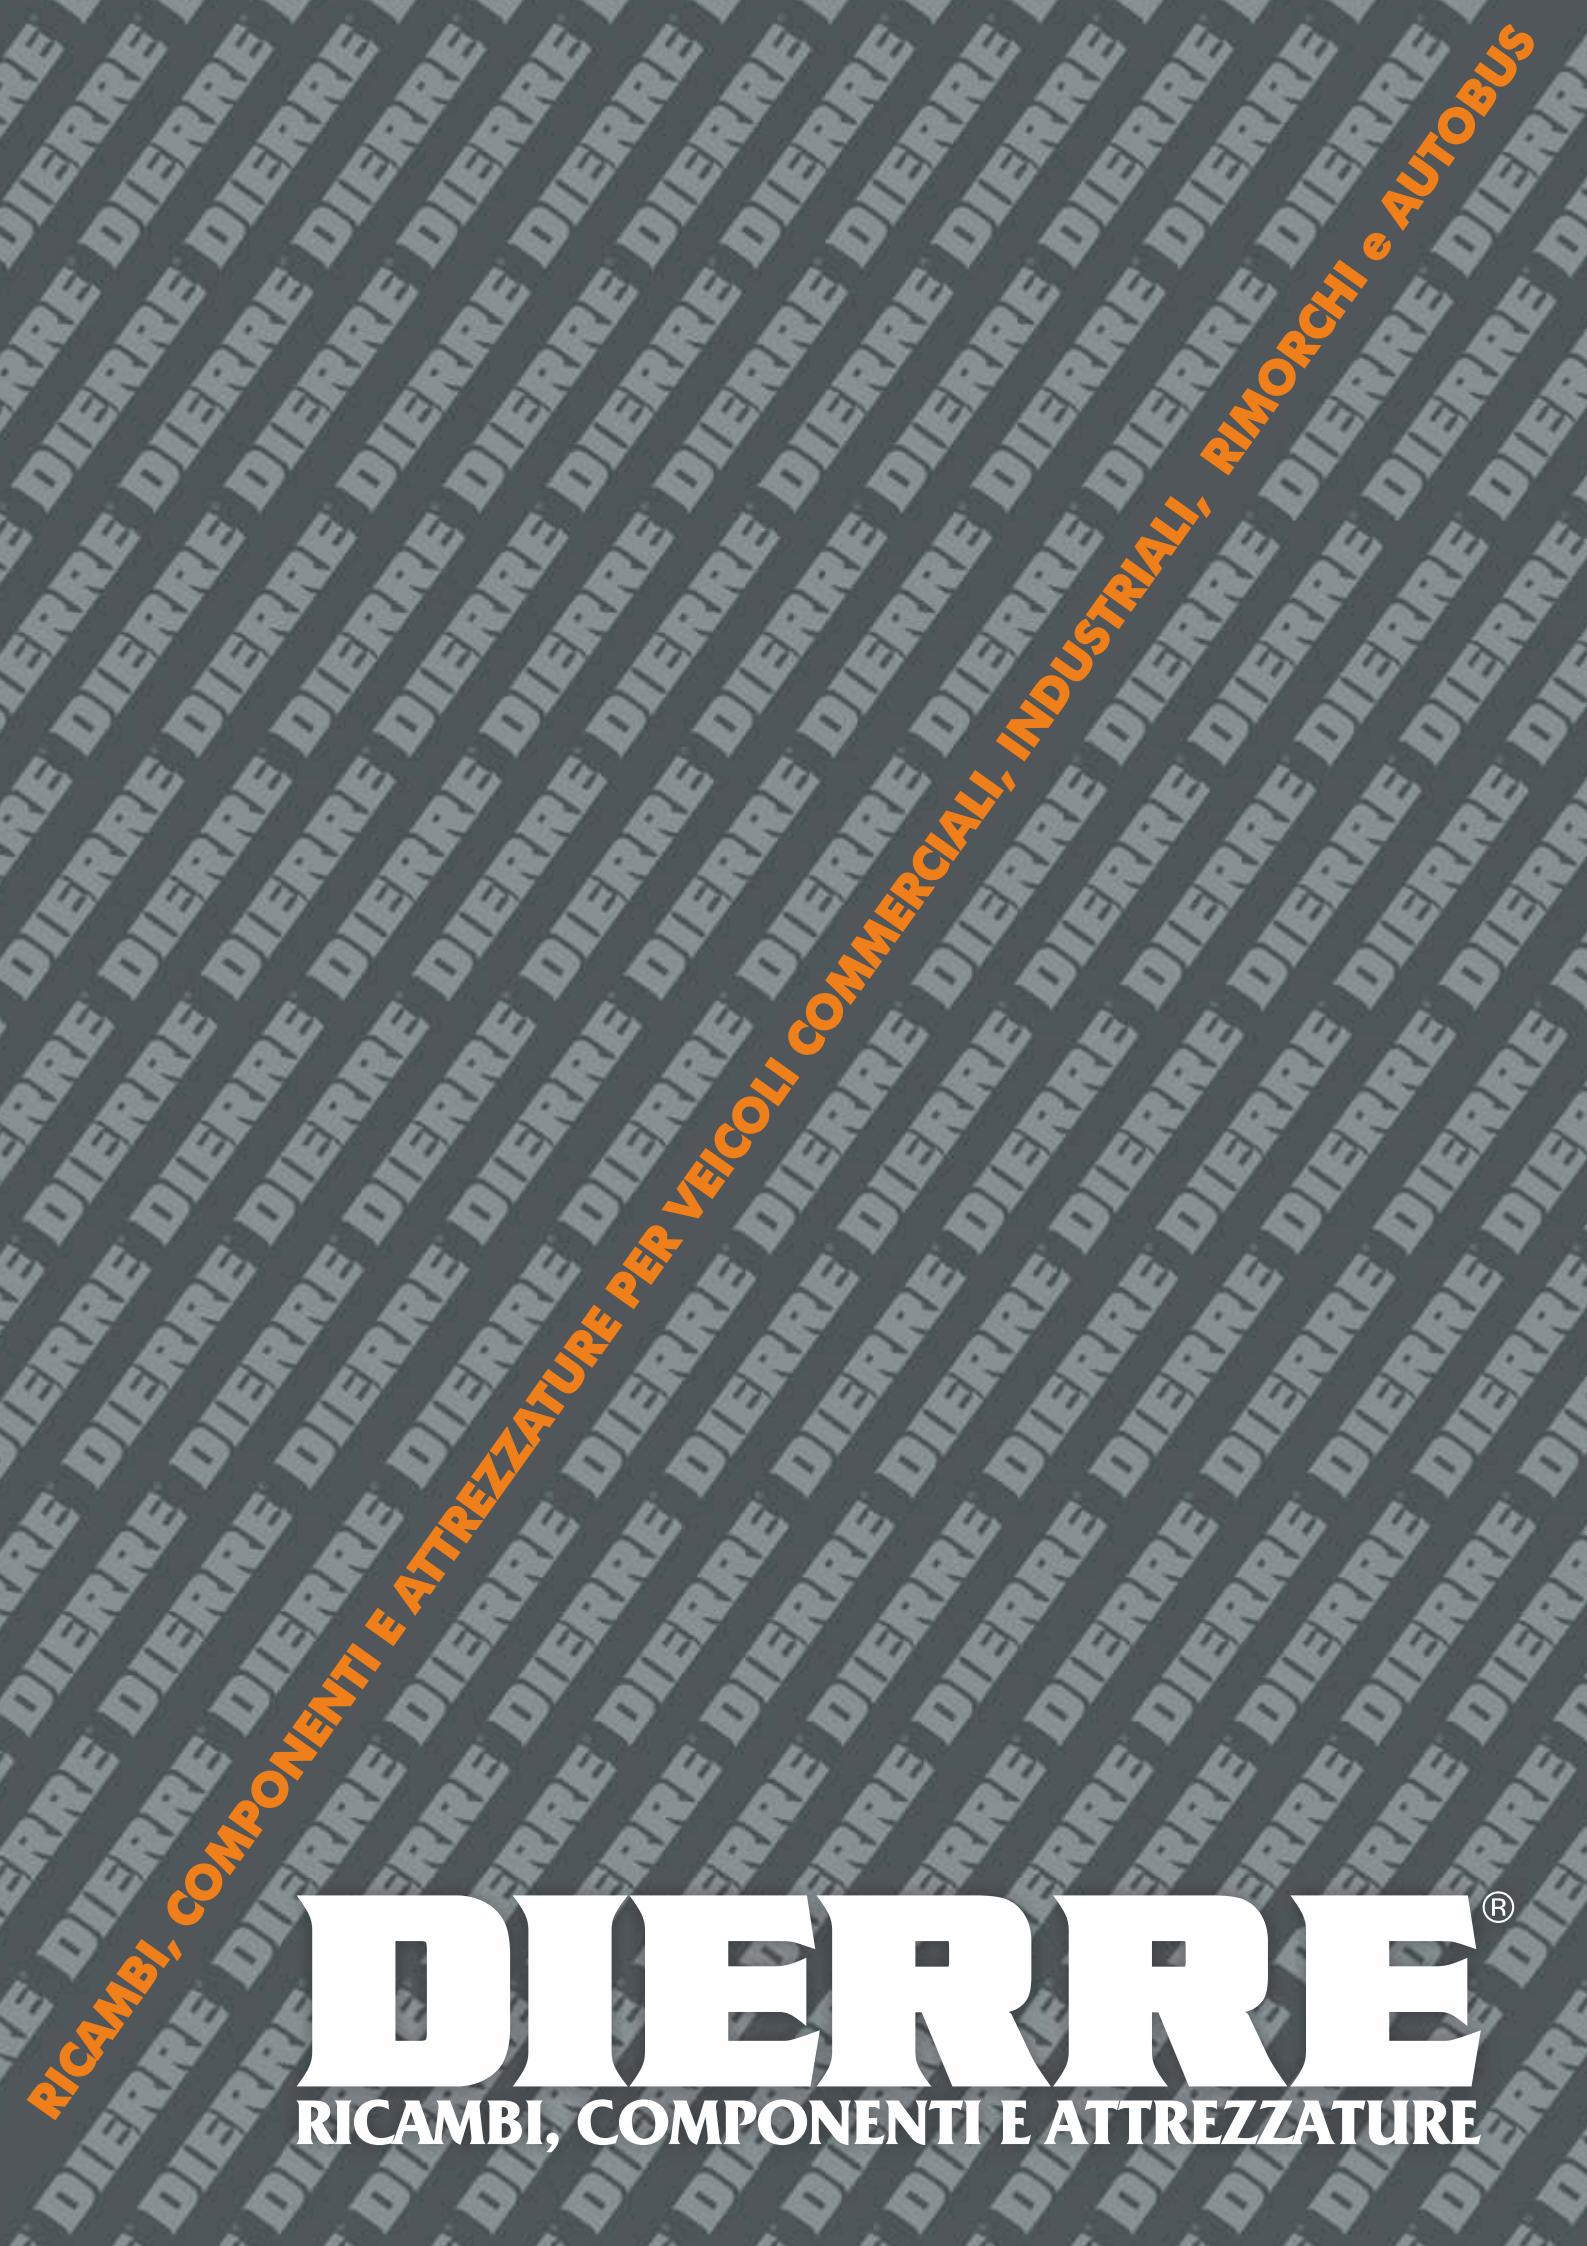 RICAMBI, COMPONENTI E ATTREZZATURE PER VEICOLI COMMERCIALI, INDUSTRIALI, RIMORCHI e AUTOBUS
DIERRE®
RICAMBI, COMPONENTI E ATTREZZATURE